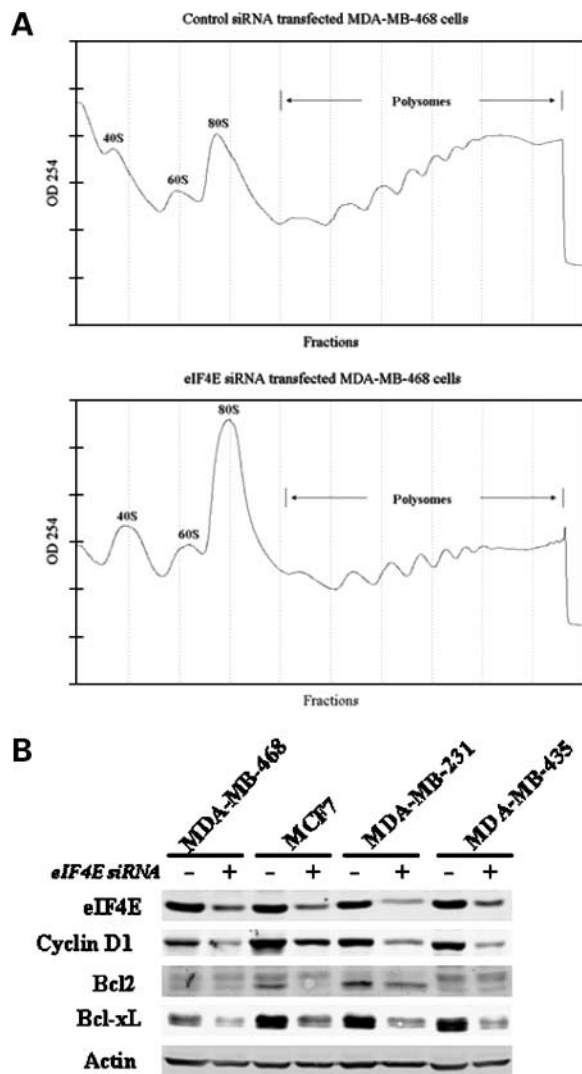 A
Control siRNA transfected MDA-MB-468 cells
Polysomes
80S
40S
60S
OD 254
Fractions
eIF4E siRNA transfected MDA-MB-468 cells
80S
Polysomes
40S
60S
OD 254
Fractions
B
MDA-MB-468 MCF7 MDA-MB-231 MDA-MB-435
eIF4E siRNA - + - + - + - +
eIF4E
Cyclin D1
Bcl2
Bcl-xL
Actin